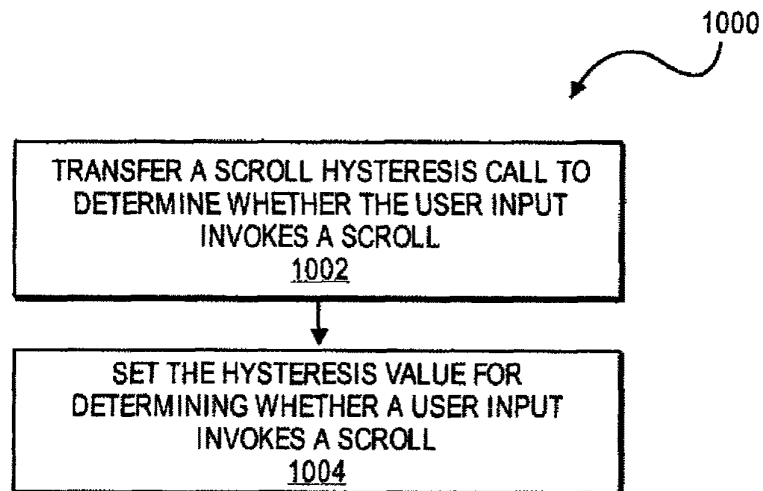 1000
TRANSFER A SCROLL HYSTERESIS CALL TO
DETERMINE WHETHER THE USER INPUT
INVOKES A SCROLL
1002
SET THE HYSTERESIS VALUE FOR
DETERMINING WHETHER A USER INPUT
INVOKES A SCROLL
1004